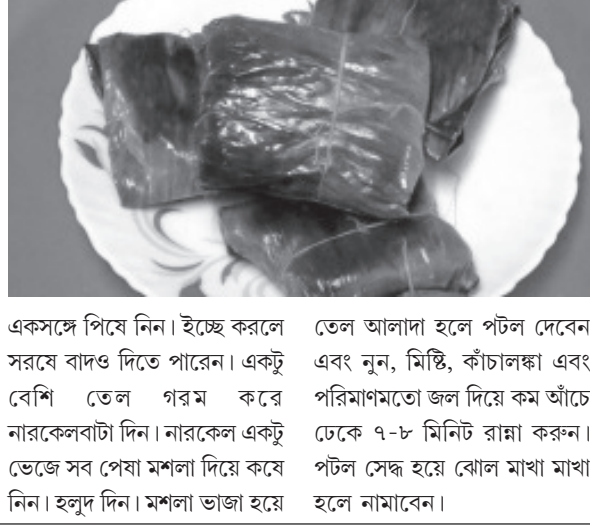 একসঙ্গে পিষে নিন। ইচ্ছে করলে
সরষে বাদও দিতে পারেন। একটু
বেশি তেল গরম করে
নারকেলবাটা দিন। নারকেল একটু
ভেজে সব পেষা মশলা দিয়ে কষে
নিন। হলুদ দিন। মশলা ভাজা হয়ে
তেল আলাদা হলে পটল দেবেন
এবং নুন, মিষ্টি, কাঁচালঙ্কা এবং
পরিমাণমতো জল দিয়ে কম আঁচে
ঢেকে ৭-৮ মিনিট রান্না করুন।
পটল সেদ্ধ হয়ে ঝোল মাখা মাখা
হলে নামাবেন।